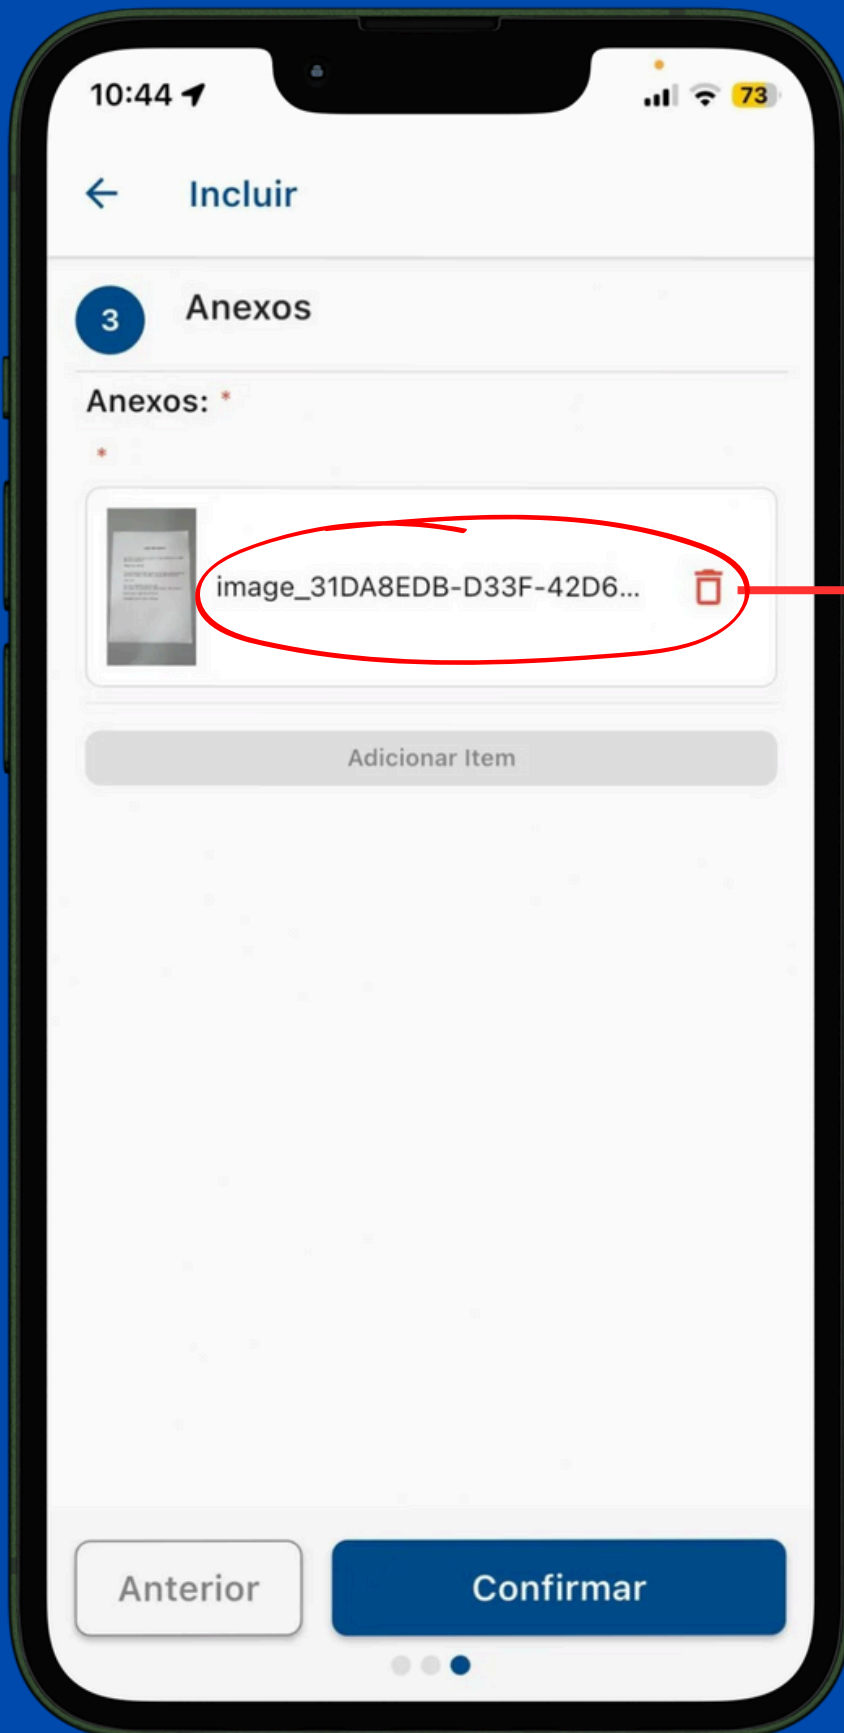 10:44
73
Incluir
3 Anexos
Anexos: *
*
image_31DA8EDB-D33F-42D6...
Adicionar Item
Anterior
Confirmar